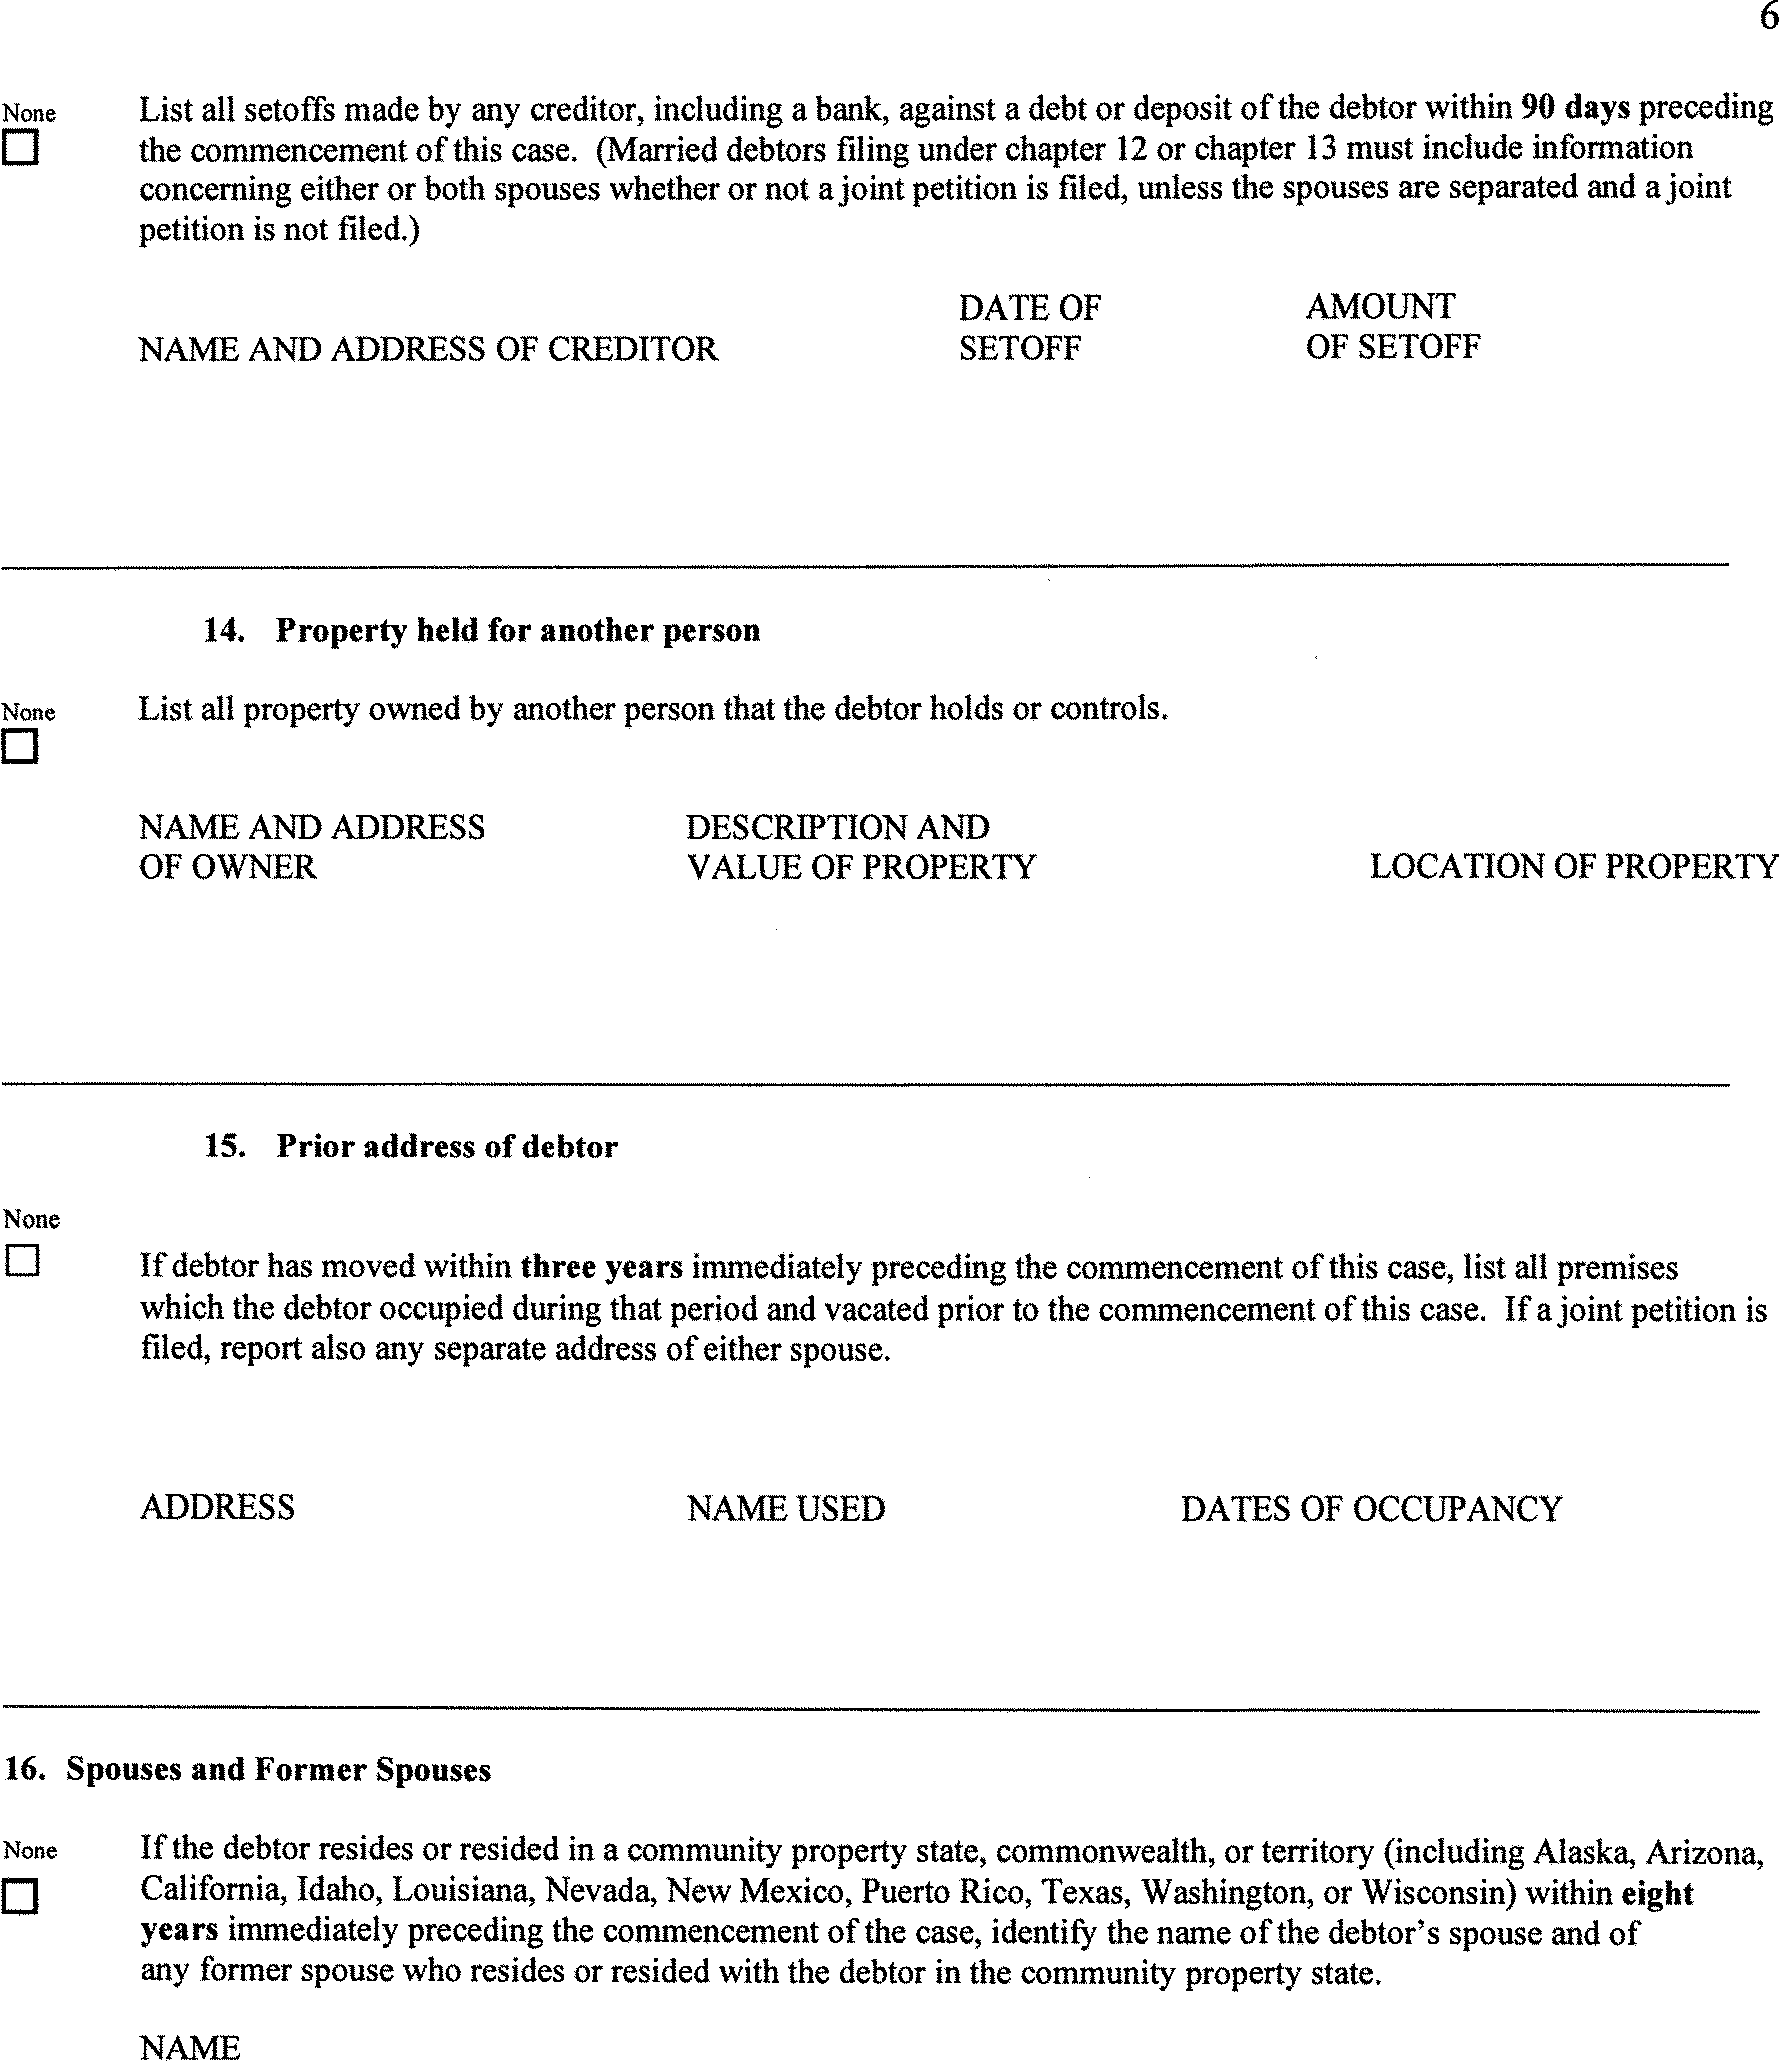 6
None
List all setoffs made by any creditor, including a bank, against a debt or deposit of the debtor within 90 days preceding
the commencement of this case. (Married debtors filing under chapter 12 or chapter 13 must include information
concerning either or both spouses whether or not a joint petition is filed, unless the spouses are separated and a joint
petition is not filed.)
NAME AND ADDRESS OF CREDITOR
DATE OF
SETOFF
AMOUNT
OF SETOFF
14. Property held for another person
None
List all property owned by another person that the debtor holds or controls.
NAME AND ADDRESS
OF OWNER
DESCRIPTION AND
VALUE OF PROPERTY
LOCATION OF PROPERTY
15. Prior address of debtor
None
If debtor has moved within three years immediately preceding the commencement of this case, list all premises
which the debtor occupied during that period and vacated prior to the commencement of this case. If a joint petition is
filed, report also any separate address of either spouse.
ADDRESS
NAME USED
DATES OF OCCUPANCY
16. Spouses and Former Spouses
None
If the debtor resides or resided in a community property state, commonwealth, or territory (including Alaska, Arizona,
California, Idaho, Louisiana, Nevada, New Mexico, Puerto Rico, Texas, Washington, or Wisconsin) within eight
years immediately preceding the commencement of the case, identify the name of the debtor's spouse and of
any former spouse who resides or resided with the debtor in the community property state.
NAME